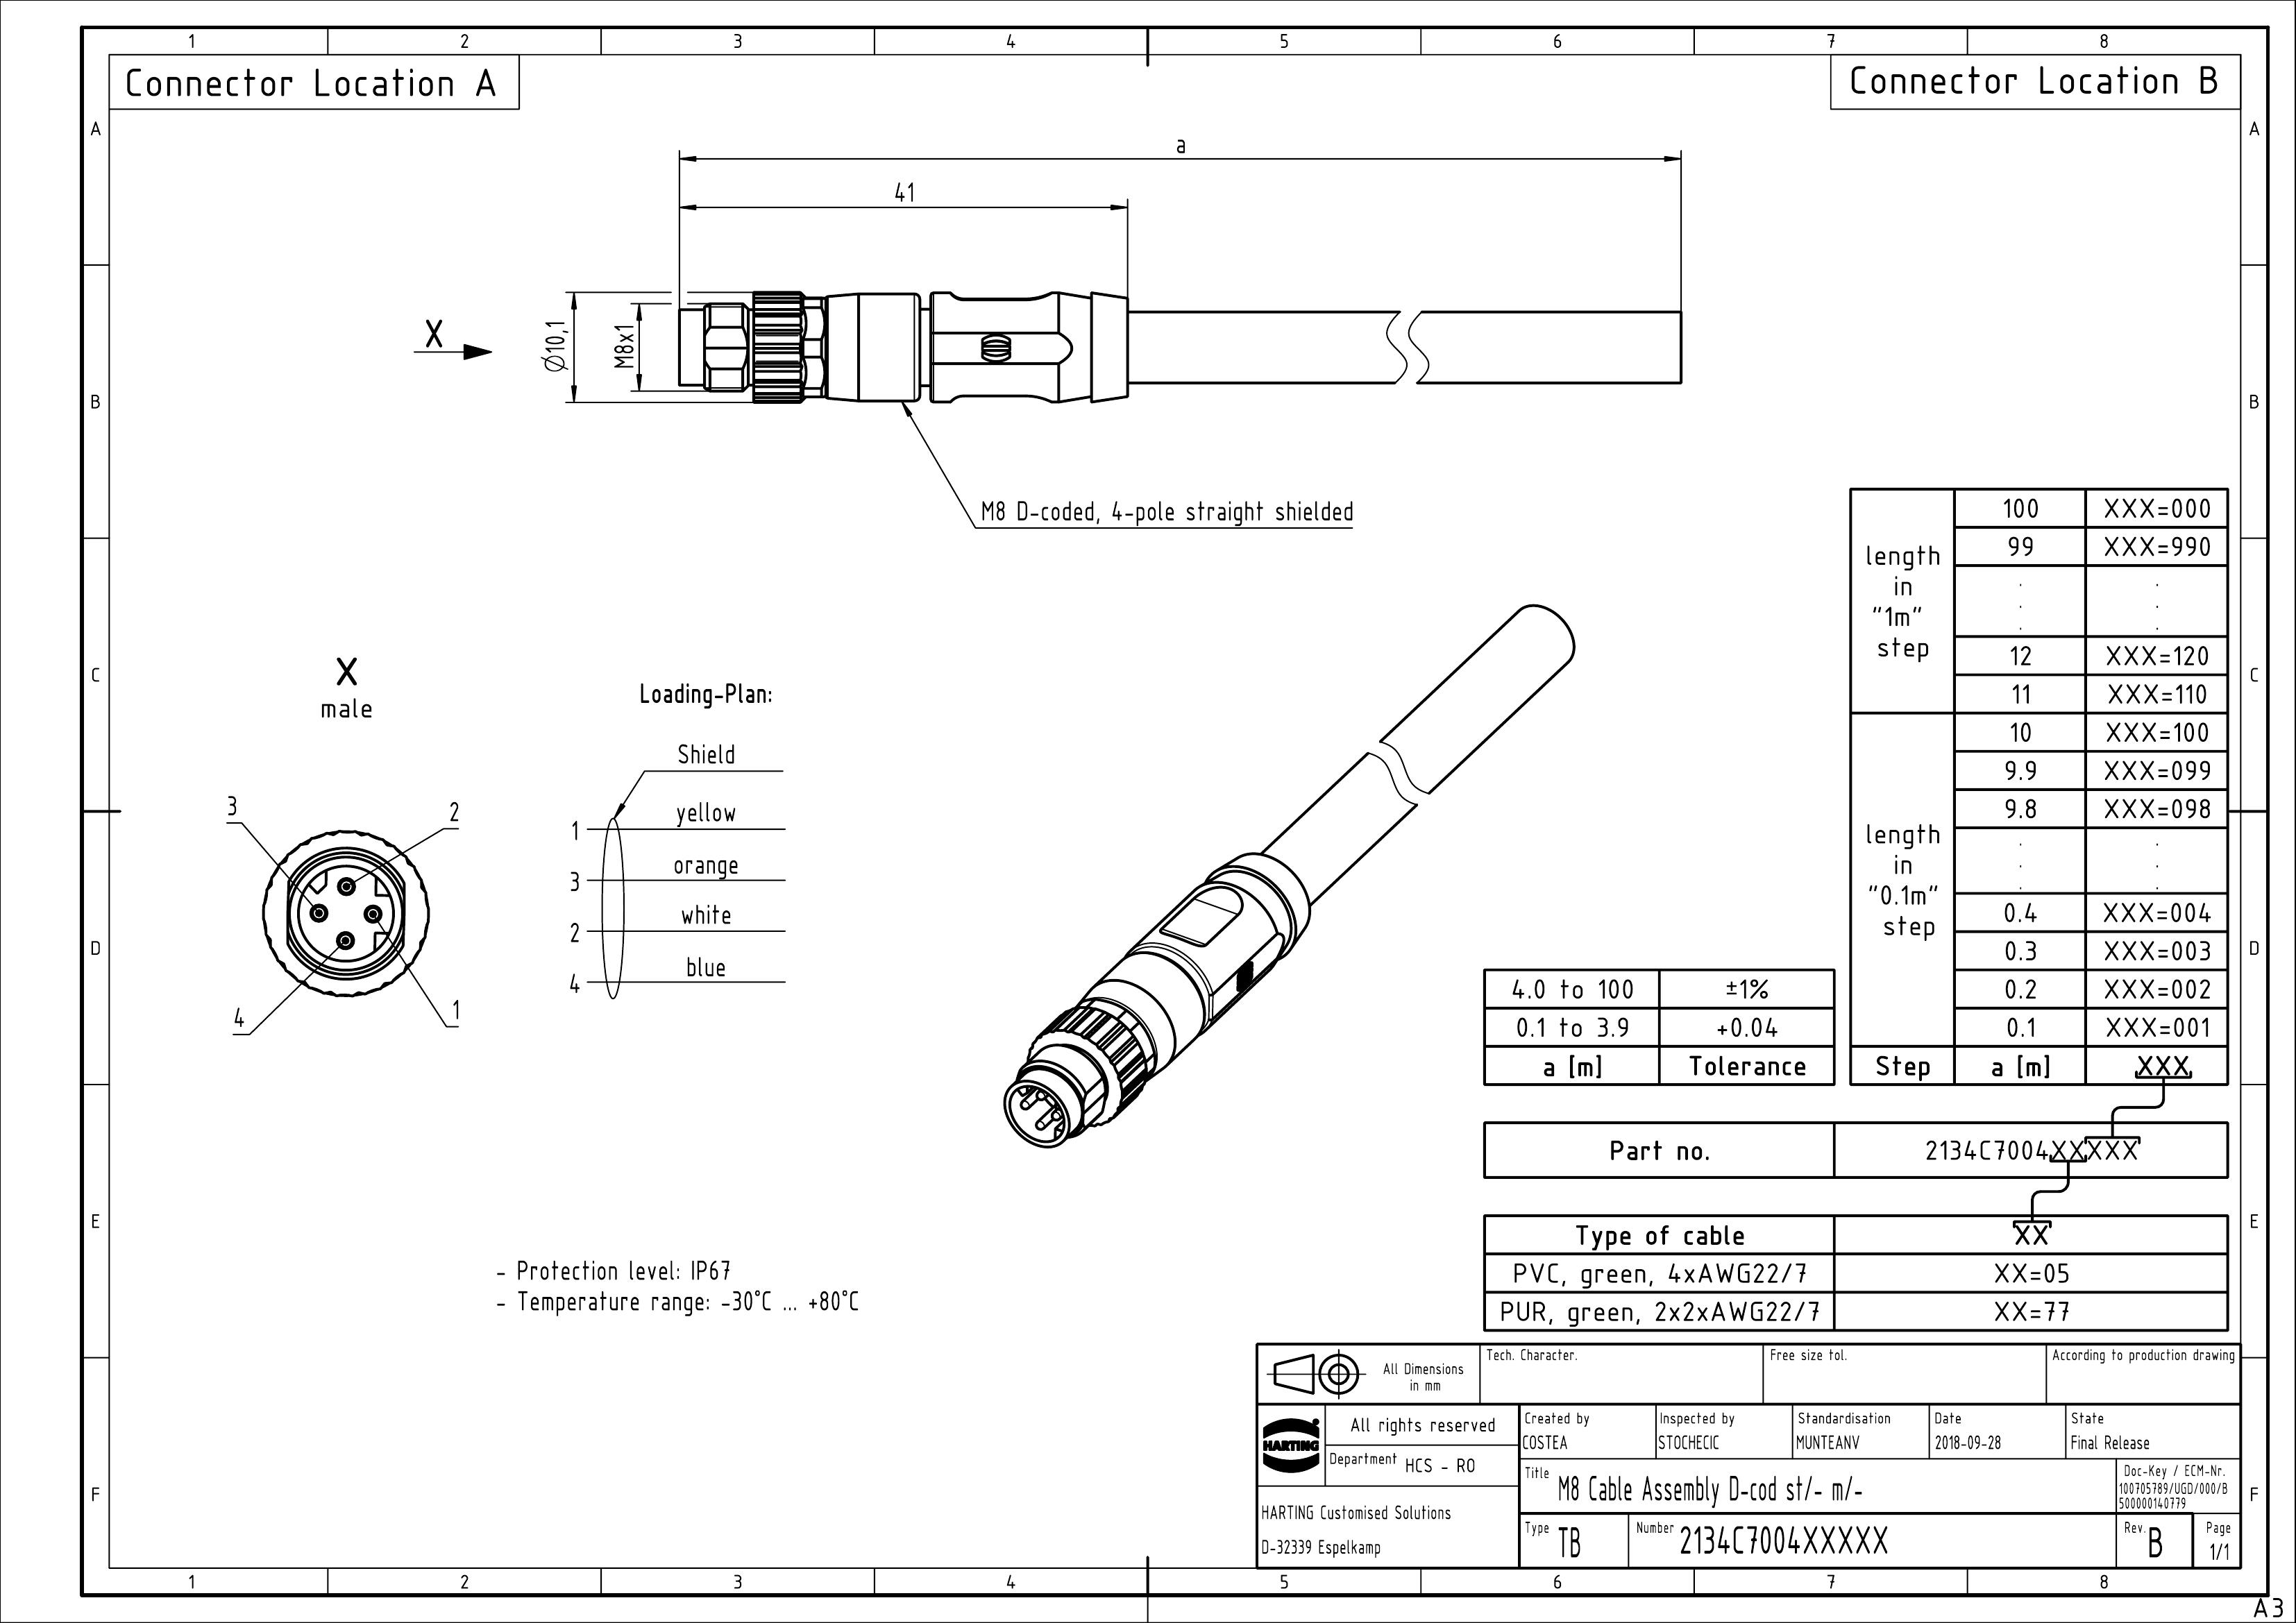 1 2 3 4 5 6 7 8
Connector Location A
Connector Location B
A A
a
41
X
Ø10,1
M8x1
B B
M8 D-coded, 4-pole straight shielded
length
in
"1m"
step
100 XXX=000
99 XXX=990
. .
. .
. .
12 XXX=120
11 XXX=110
length
in
"0.1m"
step
10 XXX=100
9.9 XXX=099
9.8 XXX=098
. .
. .
. .
0.4 XXX=004
0.3 XXX=003
0.2 XXX=002
0.1 XXX=001
Step a [m] XXX
C C
X
male
3
2
4
1
Loading-Plan:
Shield
1 yellow
3 orange
2 white
4 blue
D D
4.0 to 100 ±1%
0.1 to 3.9 +0.04
a [m] Tolerance
Part no. 2134C7004XXXXX
E E
Type of cable XX
PVC, green, 4xAWG22/7 XX=05
PUR, green, 2x2xAWG22/7 XX=77
- Protection level: IP67
- Temperature range: -30°C ... +80°C
All Dimensions
in mm
Tech. Character.
Free size tol.
According to production drawing
HARTING
All rights reserved
Department HCS - RO
Created by
COSTEA
Inspected by
STOCHECIC
Standardisation
MUNTEANV
Date
2018-09-28
State
Final Release
Title M8 Cable Assembly D-cod st/- m/-
Doc-Key / ECM-Nr.
100705789/UGD/000/B
500000140779
HARTING Customised Solutions
D-32339 Espelkamp
Type TB
Number 2134C7004XXXXX
Rev. B
Page
1/1
F F
1 2 3 4 5 6 7 8
A3